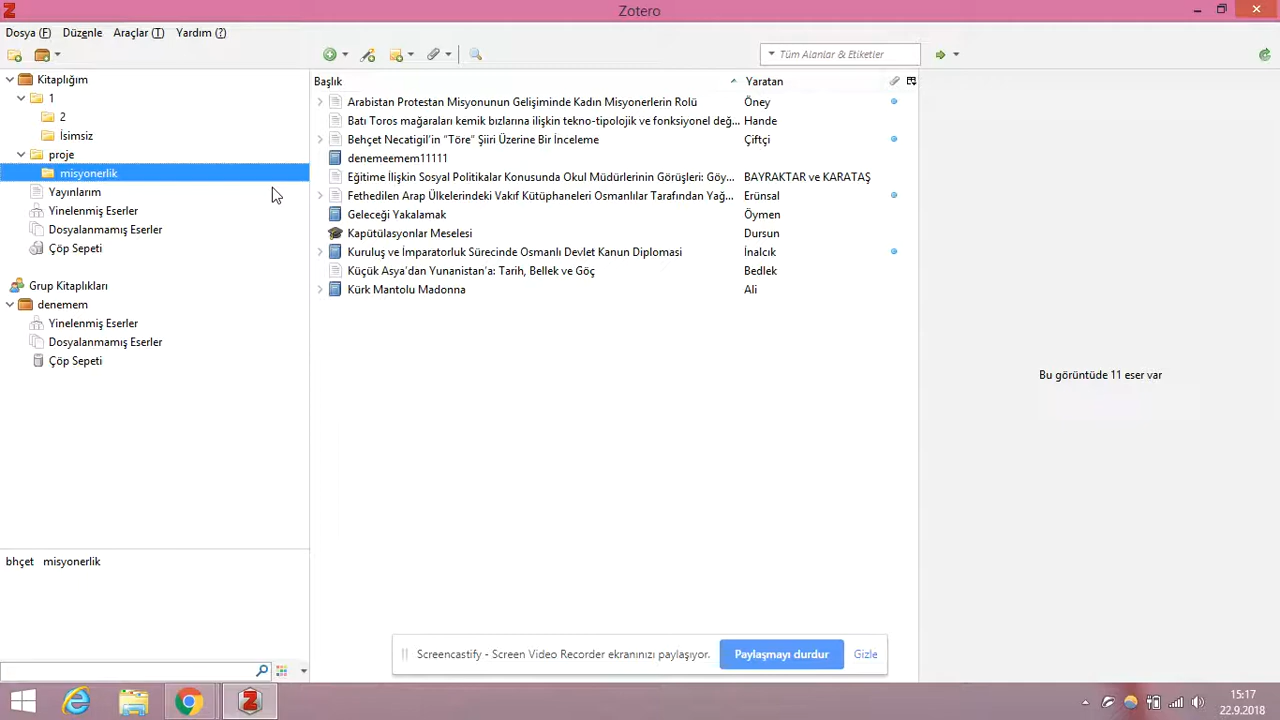 Zotero
Dosya (F) Düzenle Araçlar (T) Yardım (?)
Tüm Alanlar & Etiketler
Kitaplığım
1
2
İsimsiz
proje
misyonerlik
Yayınlarım
Yinelenmiş Eserler
Dosyalanmamış Eserler
Çöp Sepeti
Grup Kitaplıkları
denemem
Yinelenmiş Eserler
Dosyalanmamış Eserler
Çöp Sepeti
bhçet misyonerlik
Başlık Yaratan
Arabistan Protestan Misyonunun Gelişiminde Kadın Misyonerlerin Rolü Öney
Batı Toros mağaraları kemik bızlarına ilişkin tekno-tipolojik ve fonksiyonel değ... Hande
Behçet Necatigil'in "Töre" Şiiri Üzerine Bir İnceleme Çiftçi
denemeemem11111
Eğitime İlişkin Sosyal Politikalar Konusunda Okul Müdürlerinin Görüşleri: Göy... BAYRAKTAR ve KARATAŞ
Fethedilen Arap Ülkelerindeki Vakıf Kütüphaneleri Osmanlılar Tarafından Yağ... Erünsal
Geleceği Yakalamak Öymen
Kapütülasyonlar Meselesi Dursun
Kuruluş ve İmparatorluk Sürecinde Osmanlı Devlet Kanun Diplomasi İnalcık
Küçük Asya'dan Yunanistan'a: Tarih, Bellek ve Göç Bedlek
Kürk Mantolu Madonna Ali
Bu görüntüde 11 eser var
Screencastify - Screen Video Recorder ekranınızı paylaşıyor. Paylaşmayı durdur Gizle
15:17
22.9.2018